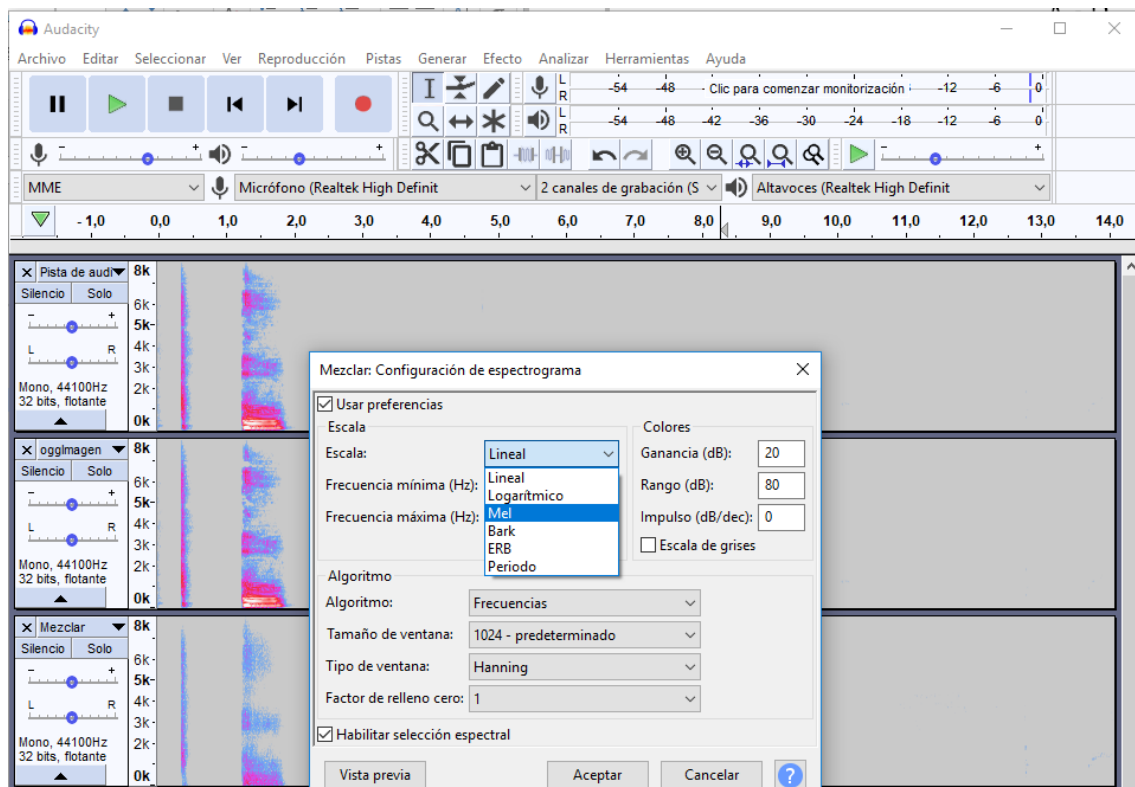 Audacity
Archivo Editar Seleccionar Ver Reproducción Pistas Generar Efecto Analizar Herramientas Ayuda
L
R
-54 -48 - Clic para comenzar monitorización -12 -6 0
L
R
-54 -48 -42 -36 -30 -24 -18 -12 -6 0
- + - + - +
MME Micrófono (Realtek High Definit 2 canales de grabación (S Altavoces (Realtek High Definit
- 1,0 0,0 1,0 2,0 3,0 4,0 5,0 6,0 7,0 8,0 9,0 10,0 11,0 12,0 13,0 14,0
× Pista de audi 8k
Silencio Solo
6k
- + 5k
L R 4k
3k
Mono, 44100Hz 2k
32 bits, flotante
0k
× oggImagen 8k
Silencio Solo
6k
- + 5k
L R 4k
3k
Mono, 44100Hz 2k
32 bits, flotante
0k
× Mezclar 8k
Silencio Solo
6k
- + 5k
L R 4k
3k
Mono, 44100Hz 2k
32 bits, flotante
0k
Mezclar: Configuración de espectrograma
Usar preferencias
Escala
Escala: Lineal
Frecuencia mínima (Hz):
Frecuencia máxima (Hz):
Lineal
Logarítmico
Mel
Bark
ERB
Periodo
Colores
Ganancia (dB): 20
Rango (dB): 80
Impulso (dB/dec): 0
Escala de grises
Algoritmo
Algoritmo: Frecuencias
Tamaño de ventana: 1024 - predeterminado
Tipo de ventana: Hanning
Factor de relleno cero: 1
Habilitar selección espectral
Vista previa Aceptar Cancelar ?